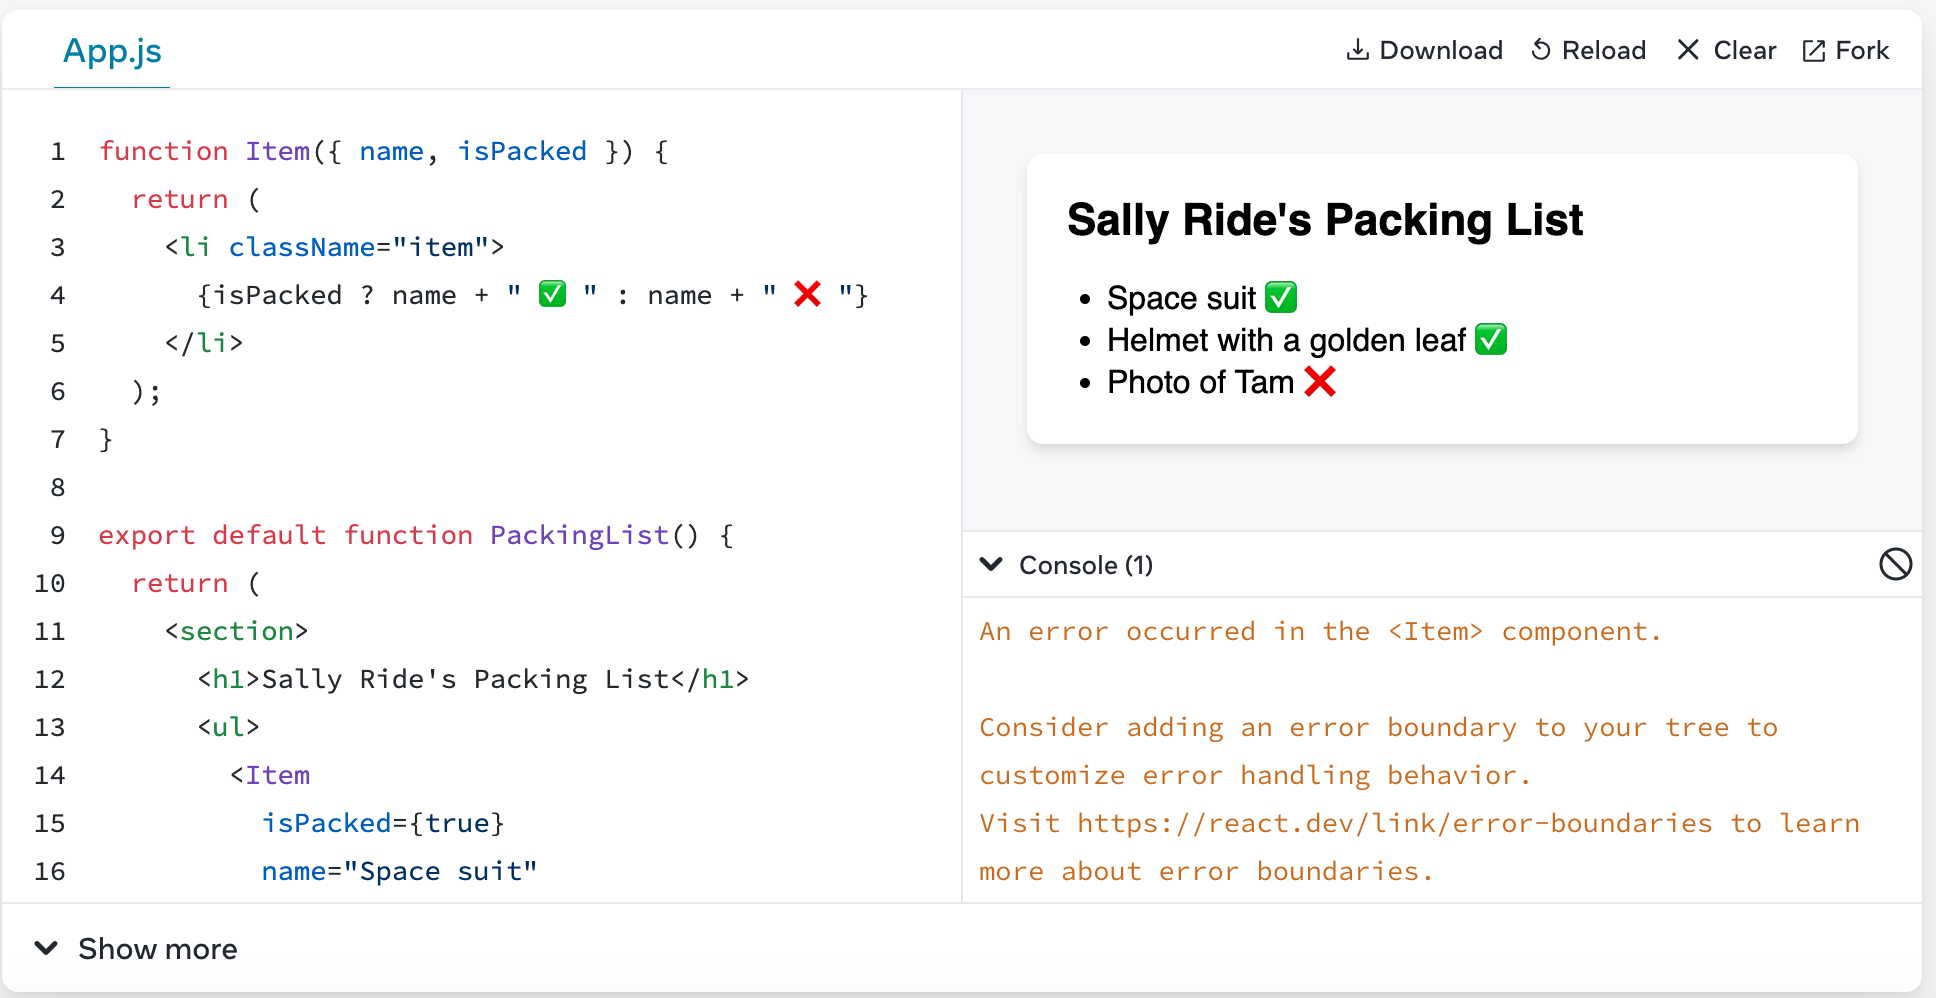 App.js
Download Reload Clear Fork
1 function Item({ name, isPacked }) {
2 return (
3 <li className="item">
4 {isPacked ? name + " ✅ " : name + " ❌ "}
5 </li>
6 );
7 }
8
9 export default function PackingList() {
10 return (
11 <section>
12 <h1>Sally Ride's Packing List</h1>
13 <ul>
14 <Item
15 isPacked={true}
16 name="Space suit"
Sally Ride's Packing List
• Space suit ✅
• Helmet with a golden leaf ✅
• Photo of Tam ❌
Console (1)
An error occurred in the <Item> component.
Consider adding an error boundary to your tree to
customize error handling behavior.
Visit https://react.dev/link/error-boundaries to learn
more about error boundaries.
Show more